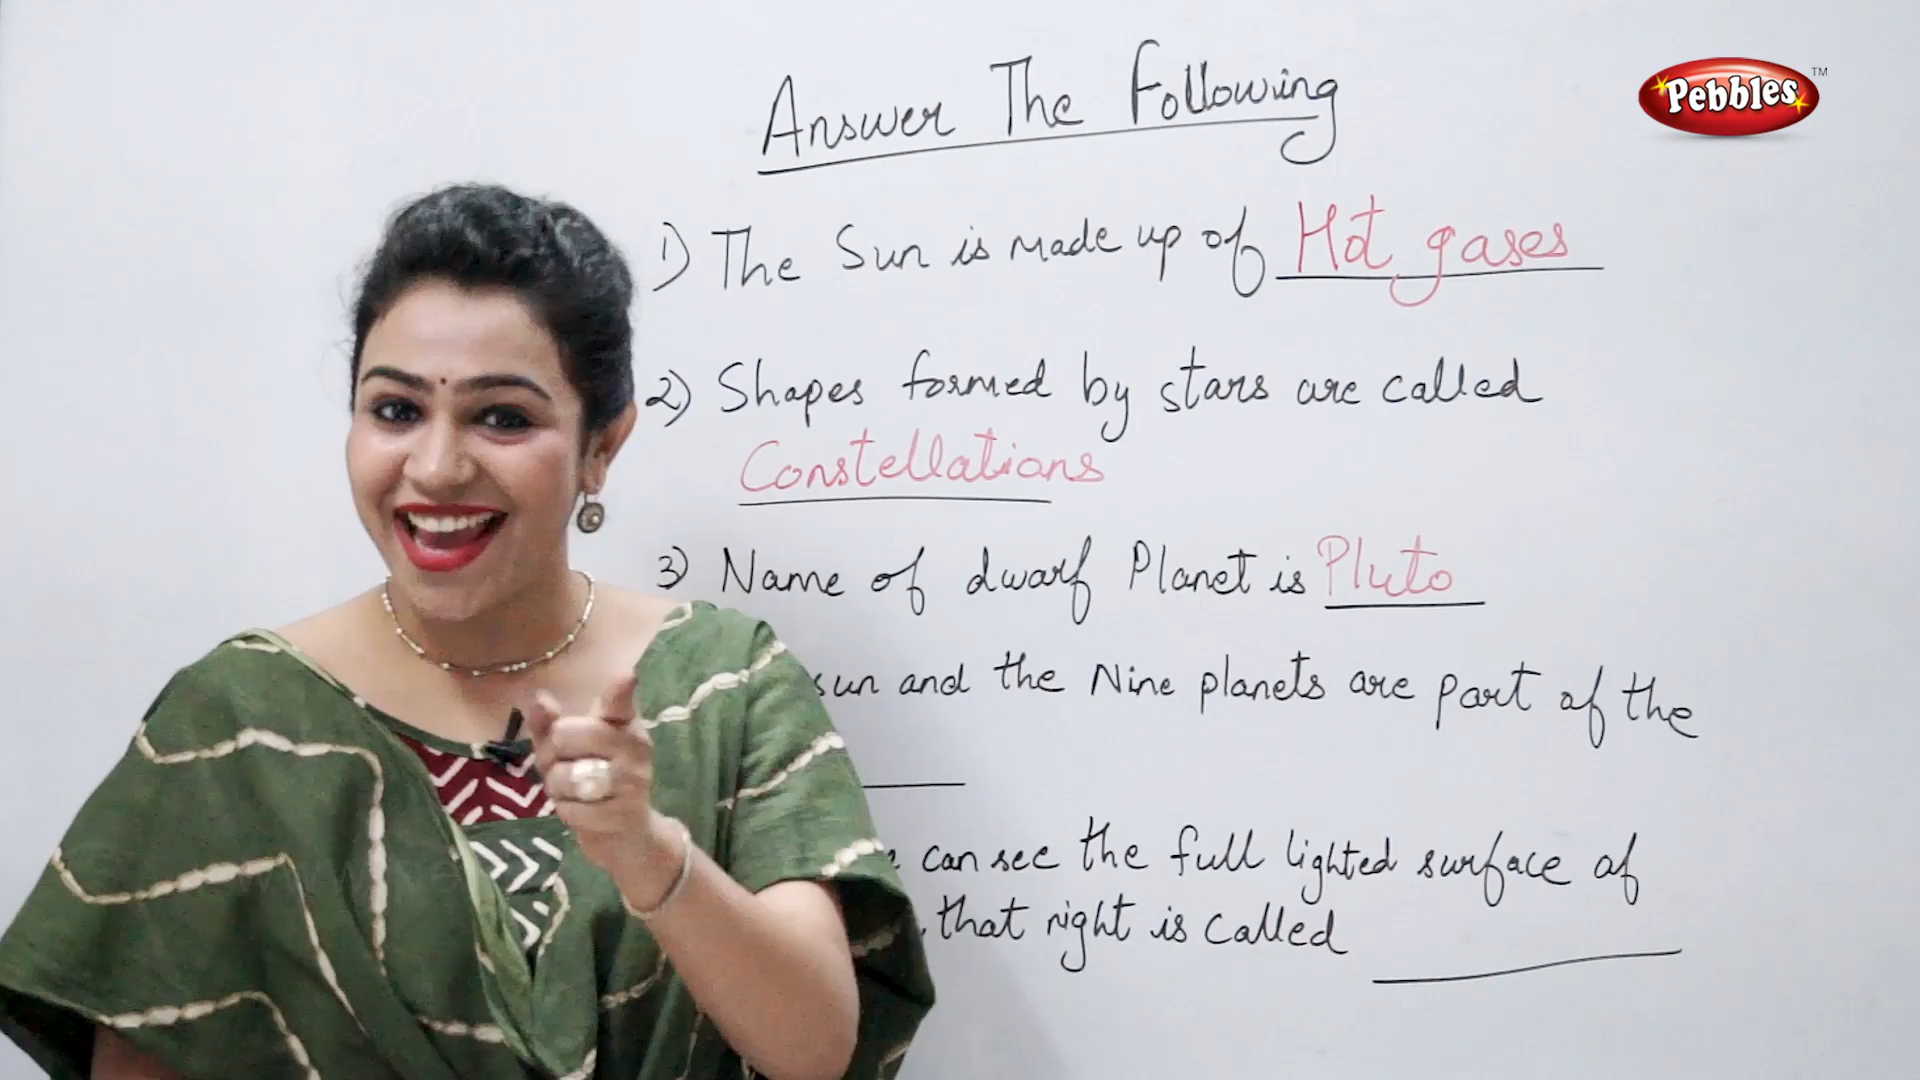 Answer The Following
Pebbles TM
1) The Sun is made up of Hot gases
2) Shapes formed by stars are called
Constellations
3) Name of dwarf Planet is Pluto
sun and the Nine planets are part of the
can see the full lighted surface of
that night is called